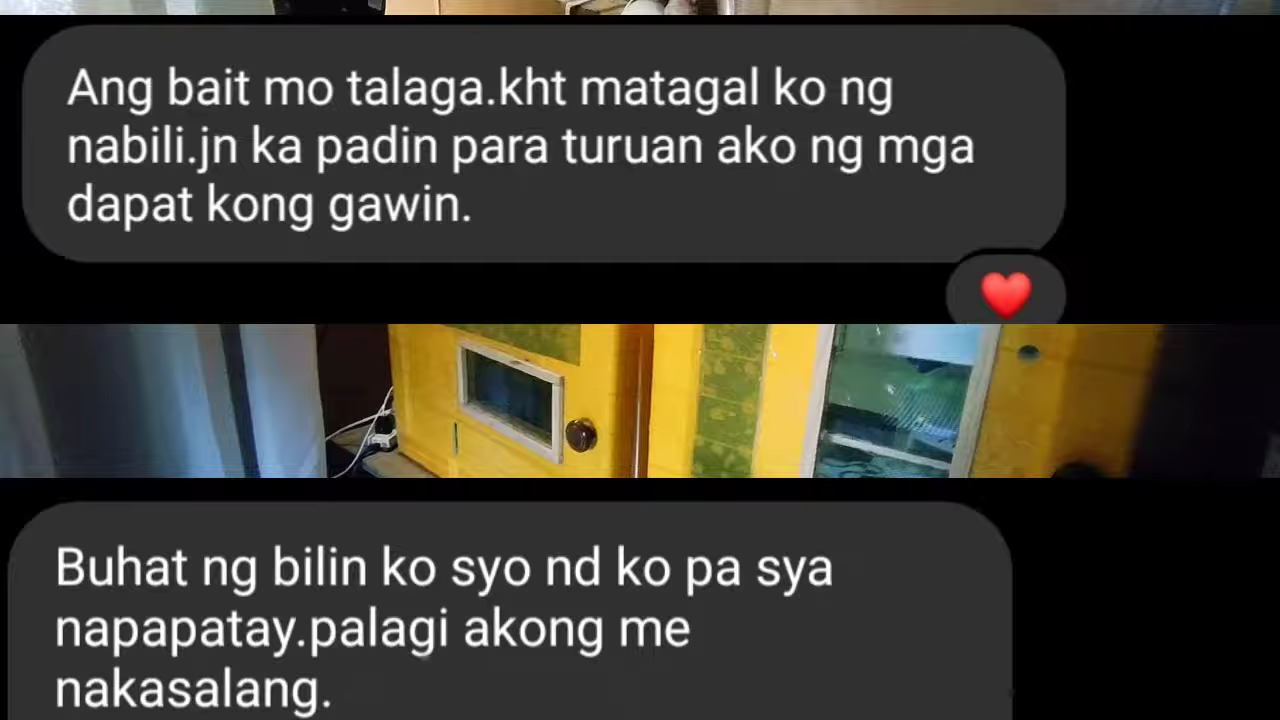 Ang bait mo talaga.kht matagal ko ng
nabili.jn ka padin para turuan ako ng mga
dapat kong gawin.
Buhat ng bilin ko syo nd ko pa sya
napapatay.palagi akong me
nakasalang.